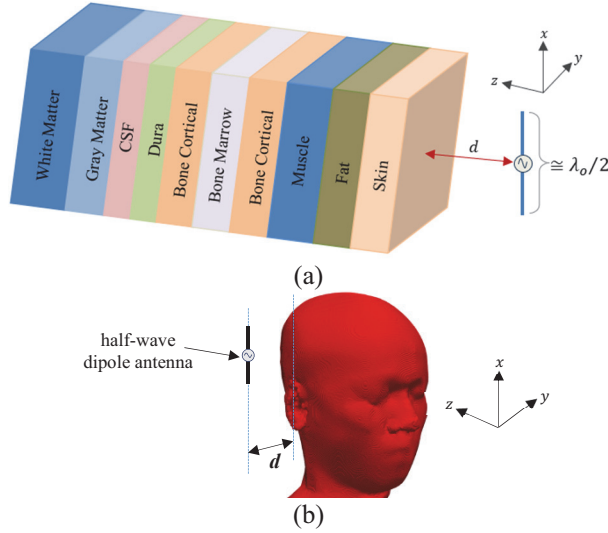 x
y
z
White Matter
Gray Matter
CSF
Dura
Bone Cortical
Bone Marrow
Bone Cortical
Muscle
Fat
Skin
d
≅ λₒ/2
(a)
half-wave
dipole antenna
d
x
y
z
(b)